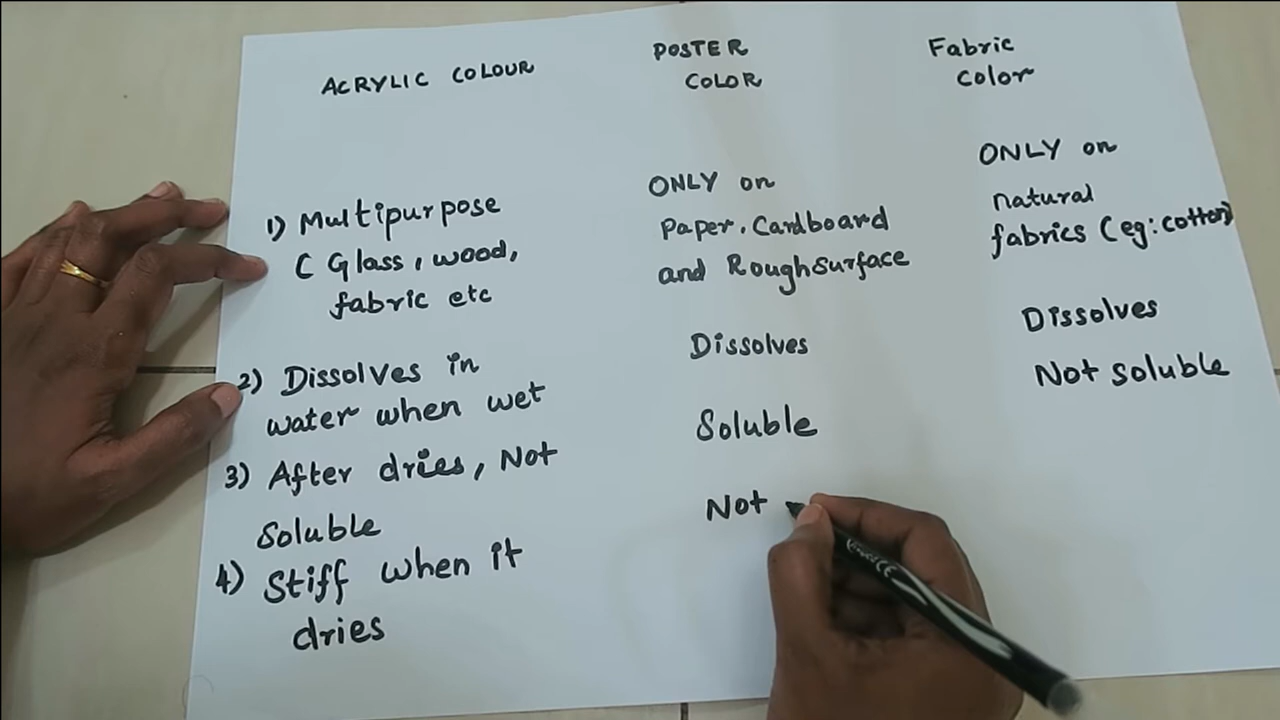 ACRYLIC COLOUR
1) Multipurpose
( Glass, wood,
fabric etc
2) Dissolves in
water when wet
3) After dries, Not
Soluble
4) Stiff when it
dries
POSTER
COLOR
ONLY on
Paper, Cardboard
and Rough surface
Dissolves
Soluble
Not
Fabric
Color
ONLY on
natural
fabrics (eg: cotton)
Dissolves
Not soluble